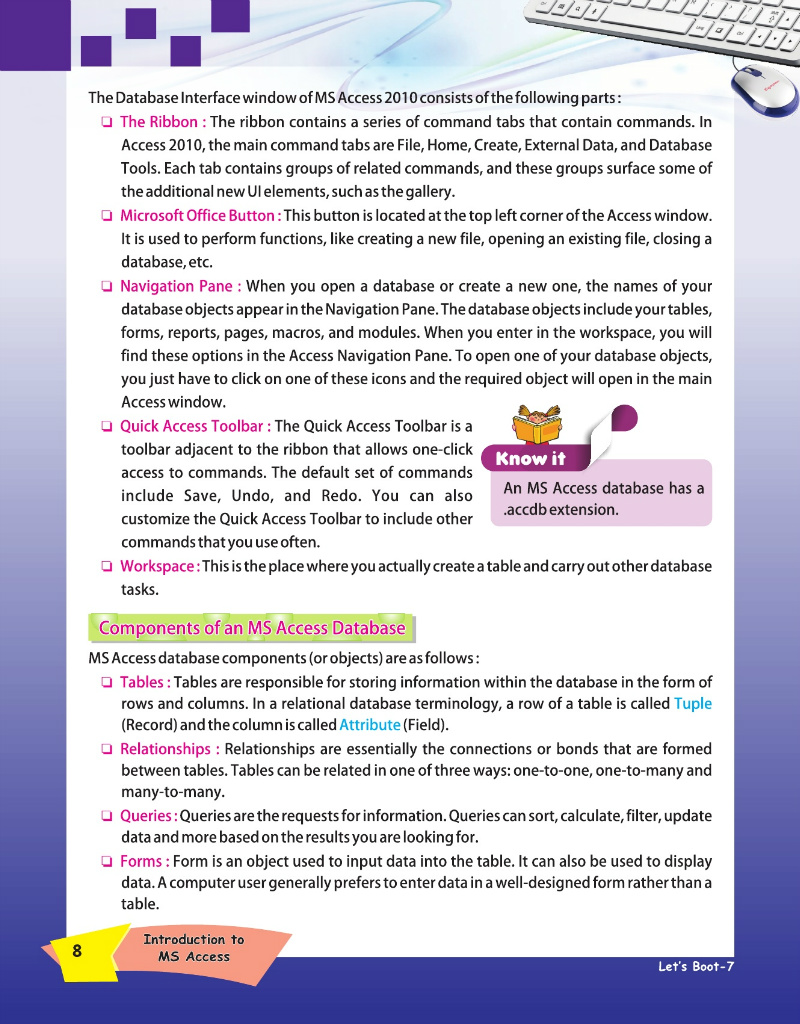 The Database Interface window of MS Access 2010 consists of the following parts :
❑ The Ribbon : The ribbon contains a series of command tabs that contain commands. In
Access 2010, the main command tabs are File, Home, Create, External Data, and Database
Tools. Each tab contains groups of related commands, and these groups surface some of
the additional new UI elements, such as the gallery.
❑ Microsoft Office Button : This button is located at the top left corner of the Access window.
It is used to perform functions, like creating a new file, opening an existing file, closing a
database, etc.
❑ Navigation Pane : When you open a database or create a new one, the names of your
database objects appear in the Navigation Pane. The database objects include your tables,
forms, reports, pages, macros, and modules. When you enter in the workspace, you will
find these options in the Access Navigation Pane. To open one of your database objects,
you just have to click on one of these icons and the required object will open in the main
Access window.
❑ Quick Access Toolbar : The Quick Access Toolbar is a
toolbar adjacent to the ribbon that allows one-click
access to commands. The default set of commands
include Save, Undo, and Redo. You can also
customize the Quick Access Toolbar to include other
commands that you use often.
Know it
An MS Access database has a
.accdb extension.
❑ Workspace : This is the place where you actually create a table and carry out other database
tasks.
Components of an MS Access Database
MS Access database components (or objects) are as follows :
❑ Tables : Tables are responsible for storing information within the database in the form of
rows and columns. In a relational database terminology, a row of a table is called Tuple
(Record) and the column is called Attribute (Field).
❑ Relationships : Relationships are essentially the connections or bonds that are formed
between tables. Tables can be related in one of three ways: one-to-one, one-to-many and
many-to-many.
❑ Queries : Queries are the requests for information. Queries can sort, calculate, filter, update
data and more based on the results you are looking for.
❑ Forms : Form is an object used to input data into the table. It can also be used to display
data. A computer user generally prefers to enter data in a well-designed form rather than a
table.
8
Introduction to
MS Access
Let's Boot-7